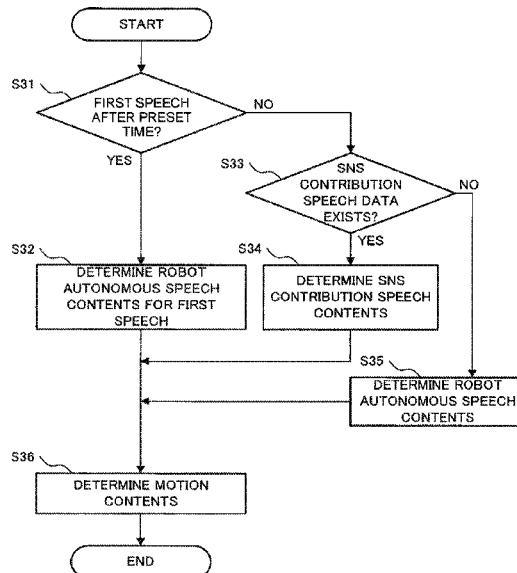 START
S31
FIRST SPEECH
AFTER PRESET
TIME?
NO
YES
S33
SNS
CONTRIBUTION
SPEECH DATA
EXISTS?
NO
YES
S32
DETERMINE ROBOT
AUTONOMOUS SPEECH
CONTENTS FOR FIRST
SPEECH
S34
DETERMINE SNS
CONTRIBUTION SPEECH
CONTENTS
S35
DETERMINE ROBOT
AUTONOMOUS SPEECH
CONTENTS
S36
DETERMINE MOTION
CONTENTS
END